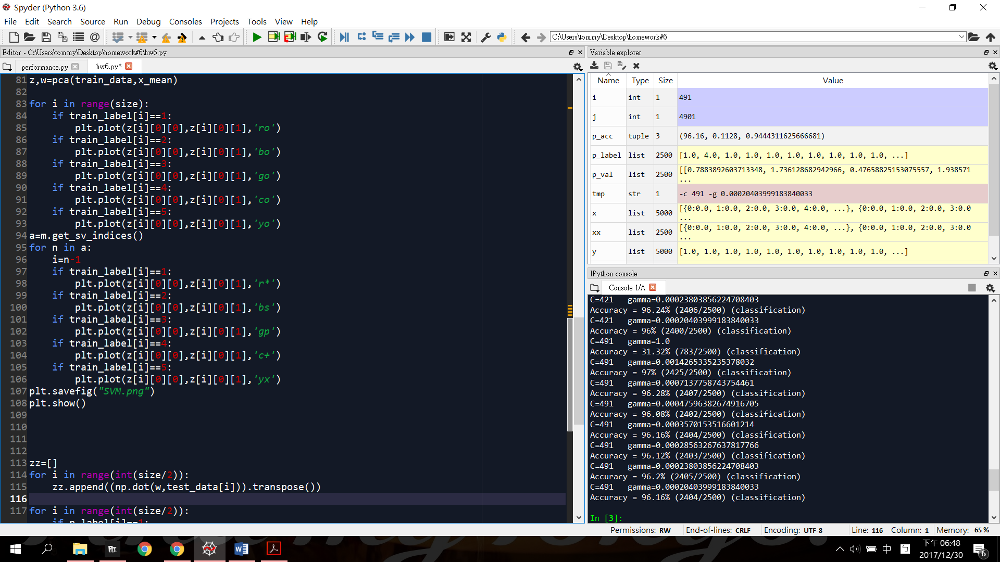 Spyder (Python 3.6)
File Edit Search Source Run Debug Consoles Projects Tools View Help
C:\Users\tommy\Desktop\homework#6
Editor - C:\Users\tommy\Desktop\homework#6\hw6.py
performance.py
hw6.py*
81 z,w=pca(train_data,x_mean)
82
83 for i in range(size):
84     if train_label[i]==1:
85         plt.plot(z[i][0][0],z[i][0][1],'ro')
86     if train_label[i]==2:
87         plt.plot(z[i][0][0],z[i][0][1],'bo')
88     if train_label[i]==3:
89         plt.plot(z[i][0][0],z[i][0][1],'go')
90     if train_label[i]==4:
91         plt.plot(z[i][0][0],z[i][0][1],'co')
92     if train_label[i]==5:
93         plt.plot(z[i][0][0],z[i][0][1],'yo')
94 a=m.get_sv_indices()
95 for n in a:
96     i=n-1
97     if train_label[i]==1:
98         plt.plot(z[i][0][0],z[i][0][1],'r*')
99     if train_label[i]==2:
100         plt.plot(z[i][0][0],z[i][0][1],'bs')
101     if train_label[i]==3:
102         plt.plot(z[i][0][0],z[i][0][1],'gp')
103     if train_label[i]==4:
104         plt.plot(z[i][0][0],z[i][0][1],'c+')
105     if train_label[i]==5:
106         plt.plot(z[i][0][0],z[i][0][1],'yx')
107 plt.savefig("SVM.png")
108 plt.show()
109
110
111
112
113 zz=[]
114 for i in range(int(size/2)):
115     zz.append((np.dot(w,test_data[i])).transpose())
116
117 for i in range(int(size/2)):
Variable explorer
Name Type Size Value
i int 1 491
j int 1 4901
p_acc tuple 3 (96.16, 0.1128, 0.9444311625666681)
p_label list 2500 [1.0, 4.0, 1.0, 1.0, 1.0, 1.0, 1.0, 1.0, 1.0, 1.0, ...]
p_val list 2500 [[0.7883892603713348, 1.736128682942966, 0.47658825153075557, 1.938571
...
tmp str 1 -c 491 -g 0.00020403999183840033
x list 5000 [{0:0.0, 1:0.0, 2:0.0, 3:0.0, 4:0.0, ...}, {0:0.0, 1:0.0, 2:0.0, 3:0.0
...
xx list 2500 [{0:0.0, 1:0.0, 2:0.0, 3:0.0, 4:0.0, ...}, {0:0.0, 1:0.0, 2:0.0, 3:0.0
...
y list 5000 [1.0, 1.0, 1.0, 1.0, 1.0, 1.0, 1.0, 1.0, 1.0, 1.0, ...]
IPython console
Console 1/A
C=421   gamma=0.00023803856224708403
Accuracy = 96.24% (2406/2500) (classification)
C=421   gamma=0.00020403999183840033
Accuracy = 96% (2400/2500) (classification)
C=491   gamma=1.0
Accuracy = 31.32% (783/2500) (classification)
C=491   gamma=0.0014265335235378032
Accuracy = 97% (2425/2500) (classification)
C=491   gamma=0.0007137758743754461
Accuracy = 96.28% (2407/2500) (classification)
C=491   gamma=0.00047596382674916705
Accuracy = 96.08% (2402/2500) (classification)
C=491   gamma=0.0003570153516601214
Accuracy = 96.16% (2404/2500) (classification)
C=491   gamma=0.00028563267637817766
Accuracy = 96.12% (2403/2500) (classification)
C=491   gamma=0.00023803856224708403
Accuracy = 96.2% (2405/2500) (classification)
C=491   gamma=0.00020403999183840033
Accuracy = 96.16% (2404/2500) (classification)
In [3]:
Permissions: RW End-of-lines: CRLF Encoding: UTF-8 Line: 116 Column: 1 Memory: 65 %
中
下午 06:48
2017/12/30
6